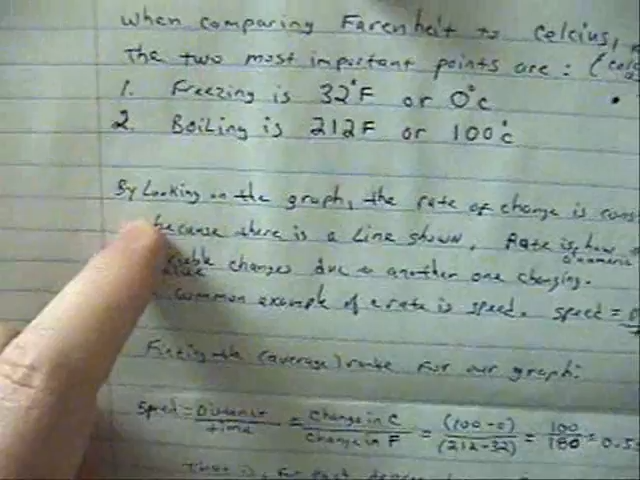 when comparing Farenheit to Celcius,
the two most important points are: (
1. Freezing is 32°F or 0°c
2. Boiling is 212F or 100°c
By Looking on the graph, the rate of change is cons
because there is a Line shown. Rate is how
a numeric
changes due to another one changing.
common example of a rate is speed. speed =
Finding the (average) rate for our graph:
Speed = Distance/time = Change in C/Change in F = (100-0)/(212-32) = 100/180 = 0.5